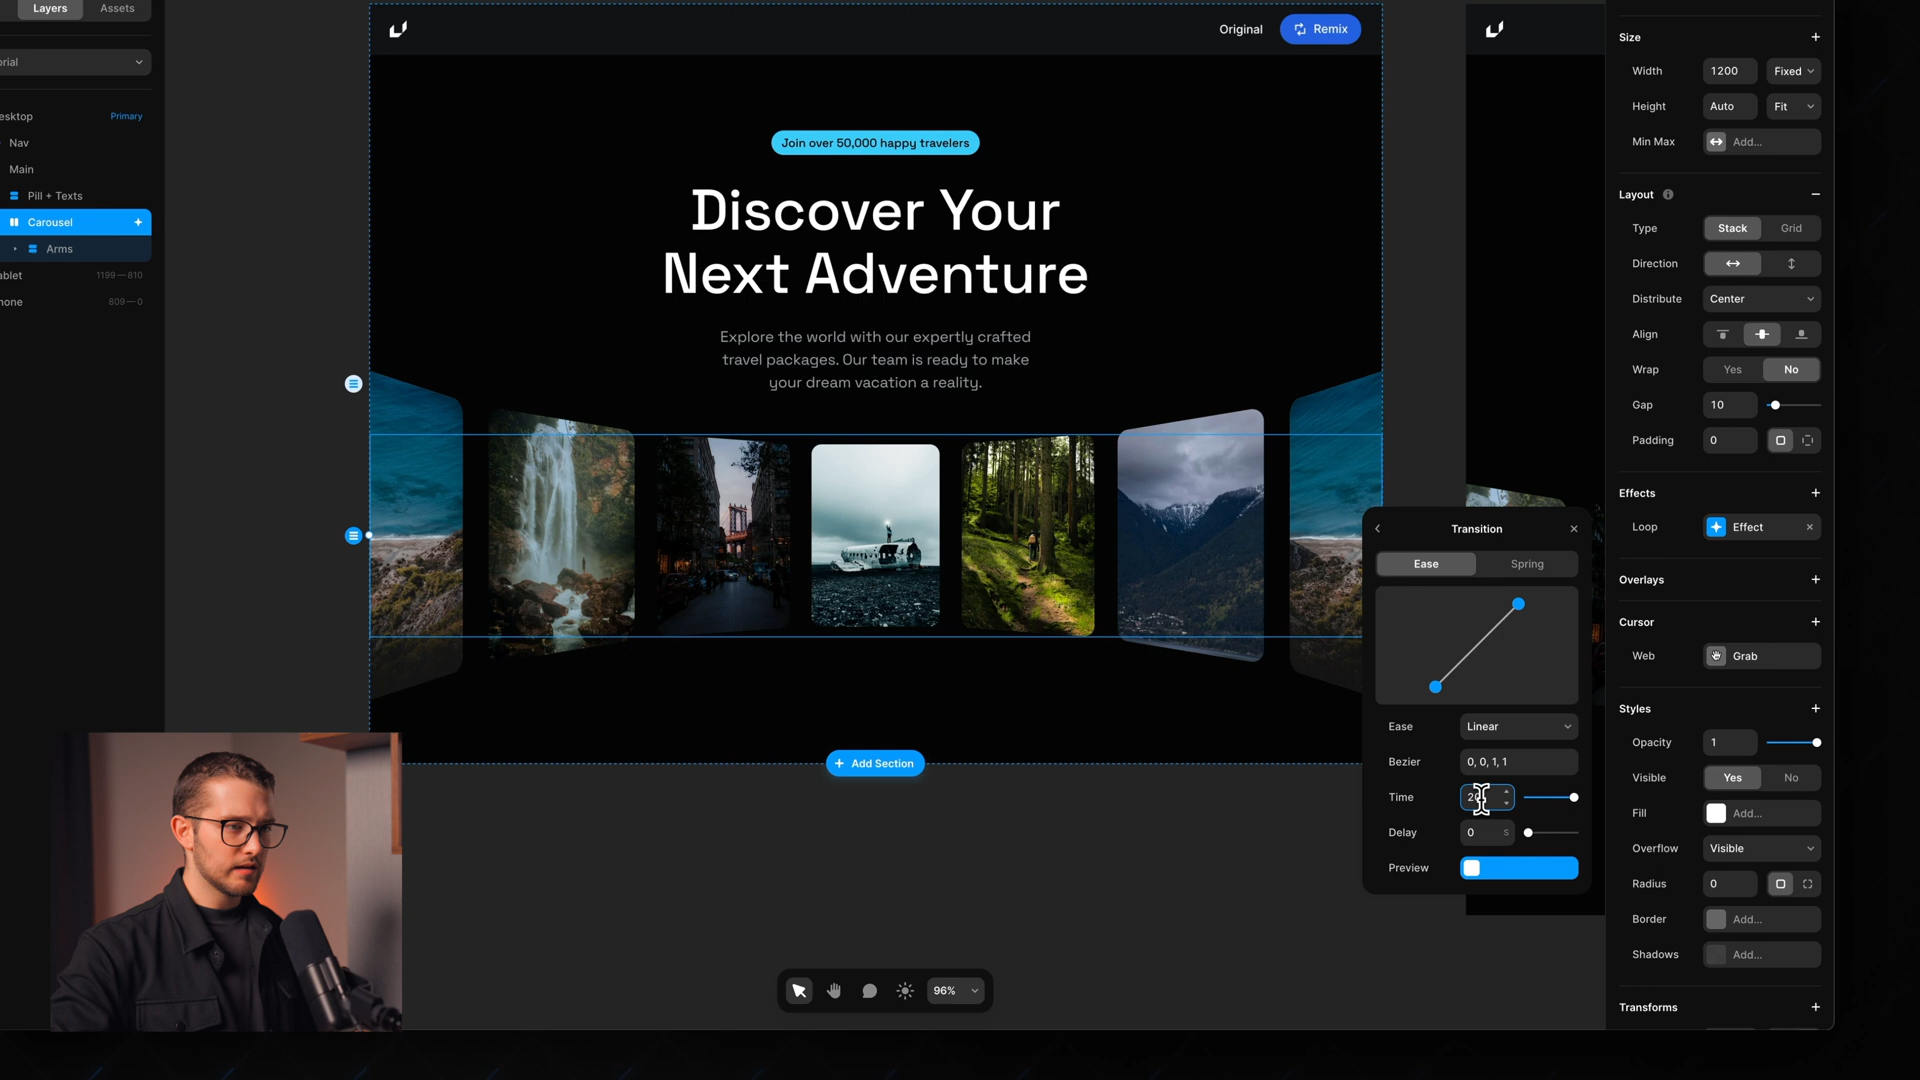 Layers
Assets
orial
esktop
Primary
Nav
Main
Pill + Texts
Carousel
Arms
ablet
1199—810
hone
809—0
Original
Remix
Join over 50,000 happy travelers
Discover Your
Next Adventure
Explore the world with our expertly crafted
travel packages. Our team is ready to make
your dream vacation a reality.
Add Section
96%
Transition
Ease
Spring
Ease
Linear
Bezier
0, 0, 1, 1
Time
Delay
0
s
Preview
Size
Width
1200
Fixed
Height
Auto
Fit
Min Max
Add...
Layout
Type
Stack
Grid
Direction
Distribute
Center
Align
Wrap
Yes
No
Gap
10
Padding
0
Effects
Loop
Effect
Overlays
Cursor
Web
Grab
Styles
Opacity
1
Visible
Yes
No
Fill
Add...
Overflow
Visible
Radius
0
Border
Add...
Shadows
Add...
Transforms